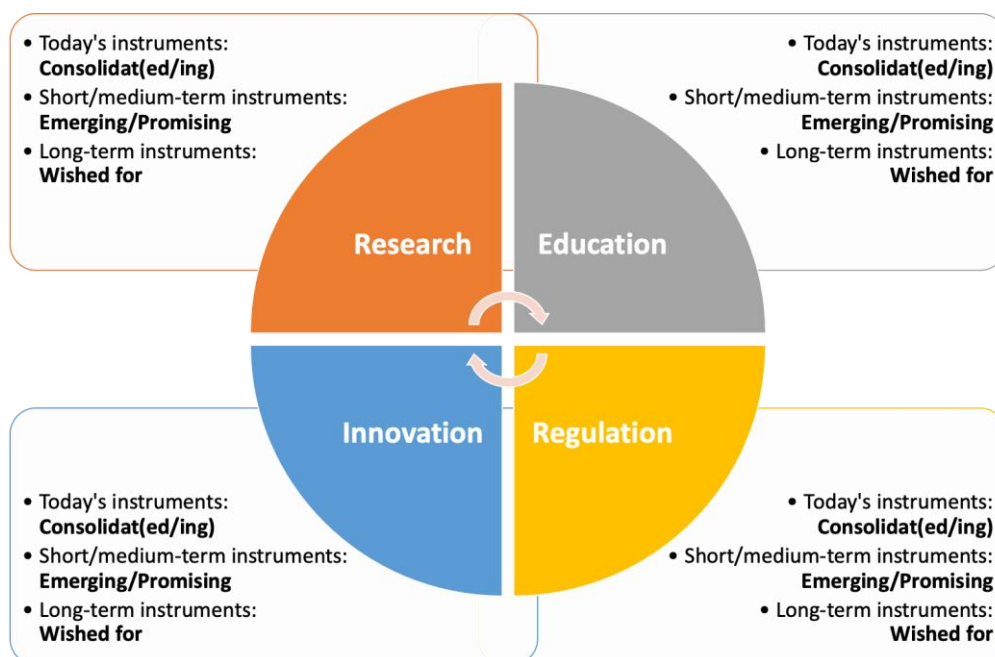 • Today's instruments:
Consolidat(ed/ing)
• Short/medium-term instruments:
Emerging/Promising
• Long-term instruments:
Wished for
• Today's instruments:
Consolidat(ed/ing)
• Short/medium-term instruments:
Emerging/Promising
• Long-term instruments:
Wished for
Research
Education
Innovation
Regulation
• Today's instruments:
Consolidat(ed/ing)
• Short/medium-term instruments:
Emerging/Promising
• Long-term instruments:
Wished for
• Today's instruments:
Consolidat(ed/ing)
• Short/medium-term instruments:
Emerging/Promising
• Long-term instruments:
Wished for